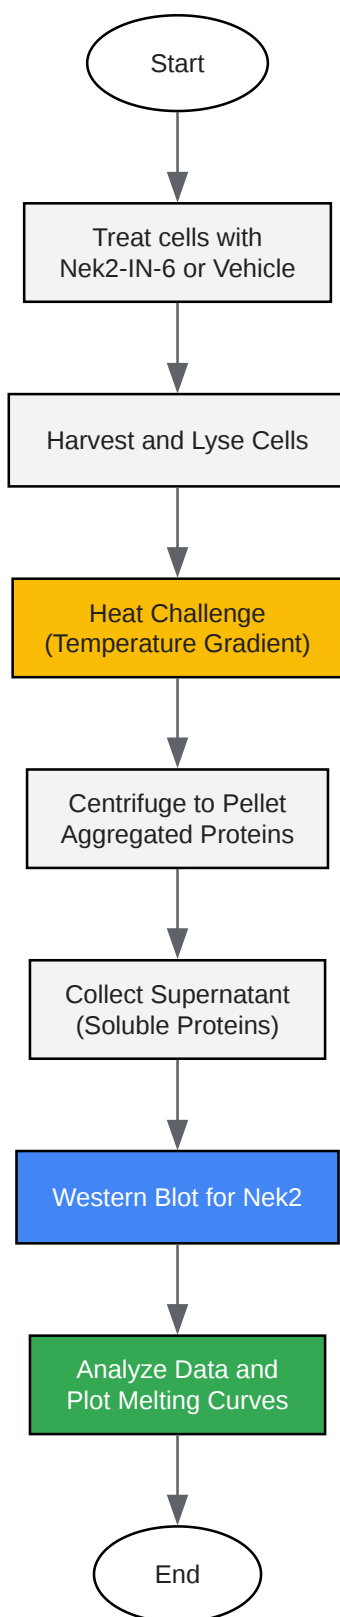 Start
Treat cells with
Nek2-IN-6 or Vehicle
Harvest and Lyse Cells
Heat Challenge
(Temperature Gradient)
Centrifuge to Pellet
Aggregated Proteins
Collect Supernatant
(Soluble Proteins)
Western Blot for Nek2
Analyze Data and
Plot Melting Curves
End